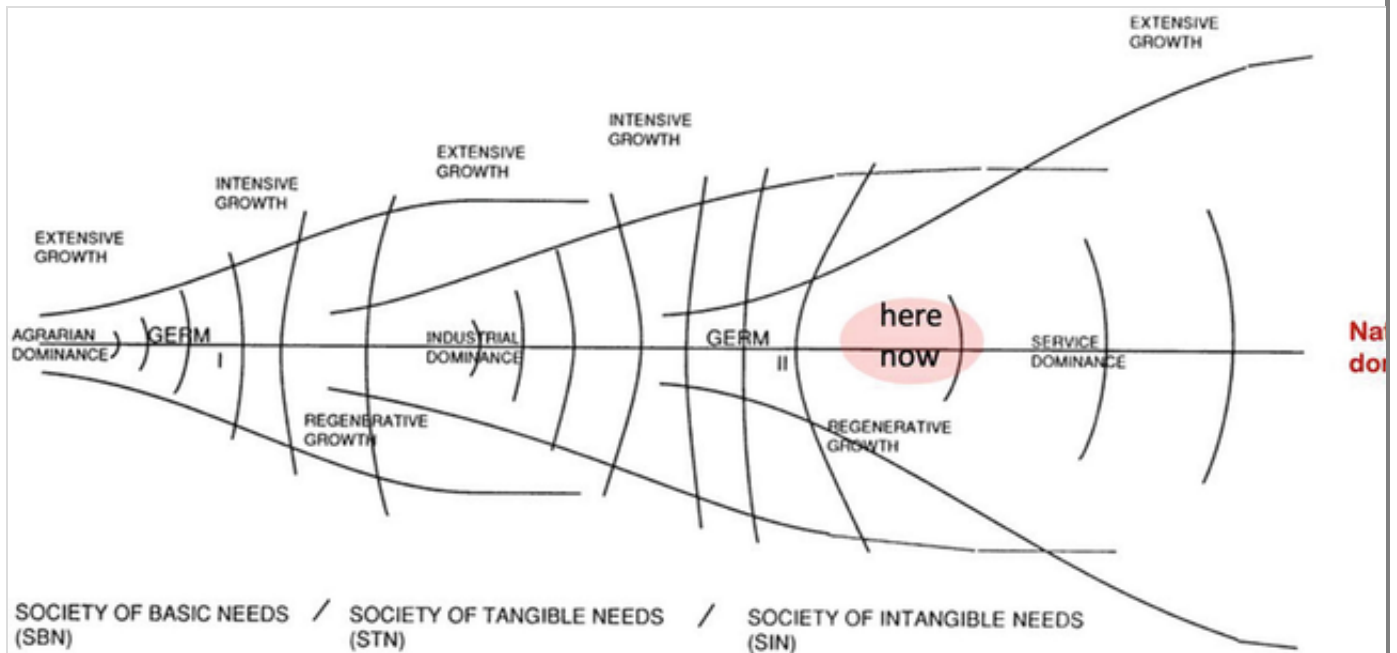 EXTENSIVE
GROWTH
INTENSIVE
GROWTH
EXTENSIVE
GROWTH
INTENSIVE
GROWTH
EXTENSIVE
GROWTH
AGRARIAN
DOMINANCE
GERM
I
INDUSTRIAL
DOMINANCE
GERM
II
here
now
SERVICE
DOMINANCE
REGENERATIVE
GROWTH
REGENERATIVE
GROWTH
SOCIETY OF BASIC NEEDS /
(SBN)
SOCIETY OF TANGIBLE NEEDS /
(STN)
SOCIETY OF INTANGIBLE NEEDS
(SIN)